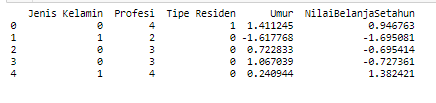 Jenis Kelamin Profesi Tipe Residen Umur NilaiBelanjaSetahun
0 0 4 1 1.411245 0.946763
1 1 2 0 -1.617768 -1.695081
2 0 3 0 0.722833 -0.695414
3 0 3 0 1.067039 -0.727361
4 1 4 0 0.240944 1.382421